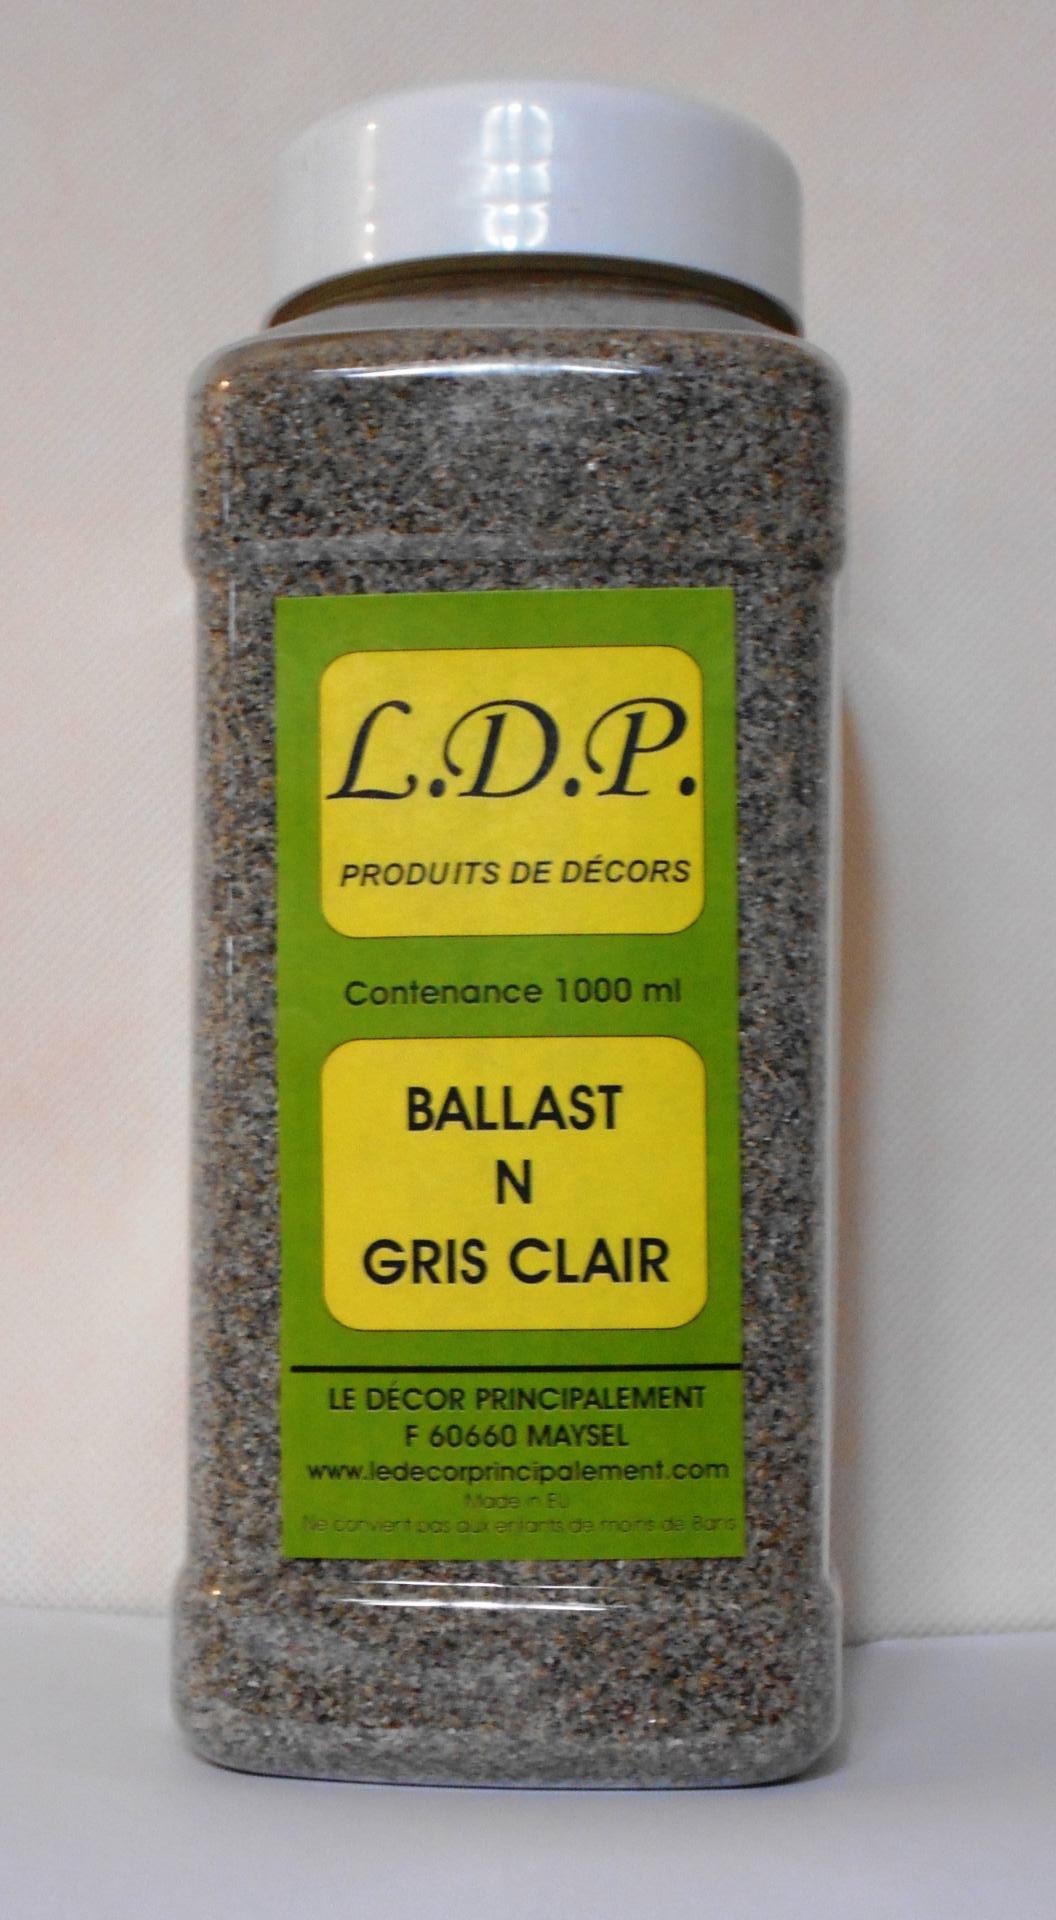 L.D.P.
PRODUITS DE DÉCORS
Contenance 1000 ml
BALLAST
N
GRIS CLAIR
LE DÉCOR PRINCIPALEMENT
F 60660 MAYSEL
www.ledecorprincipalement.com
Made in EU
Ne convient pas aux enfants de moins de 8ans